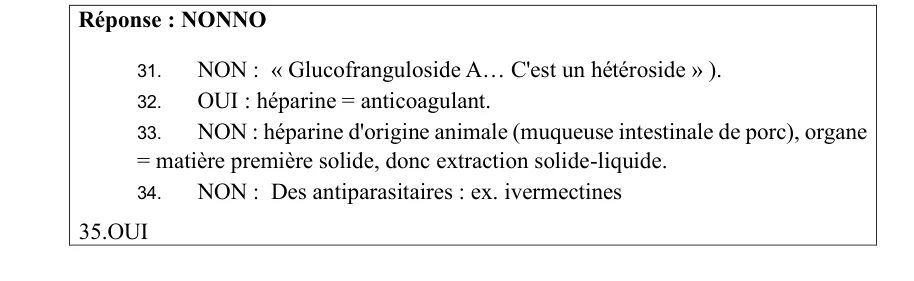 Réponse : NONNO
31. NON : « Glucofranguloside A… C'est un hétéroside » ).
32. OUI : héparine = anticoagulant.
33. NON : héparine d'origine animale (muqueuse intestinale de porc), organe
= matière première solide, donc extraction solide-liquide.
34. NON : Des antiparasitaires : ex. ivermectines
35.OUI